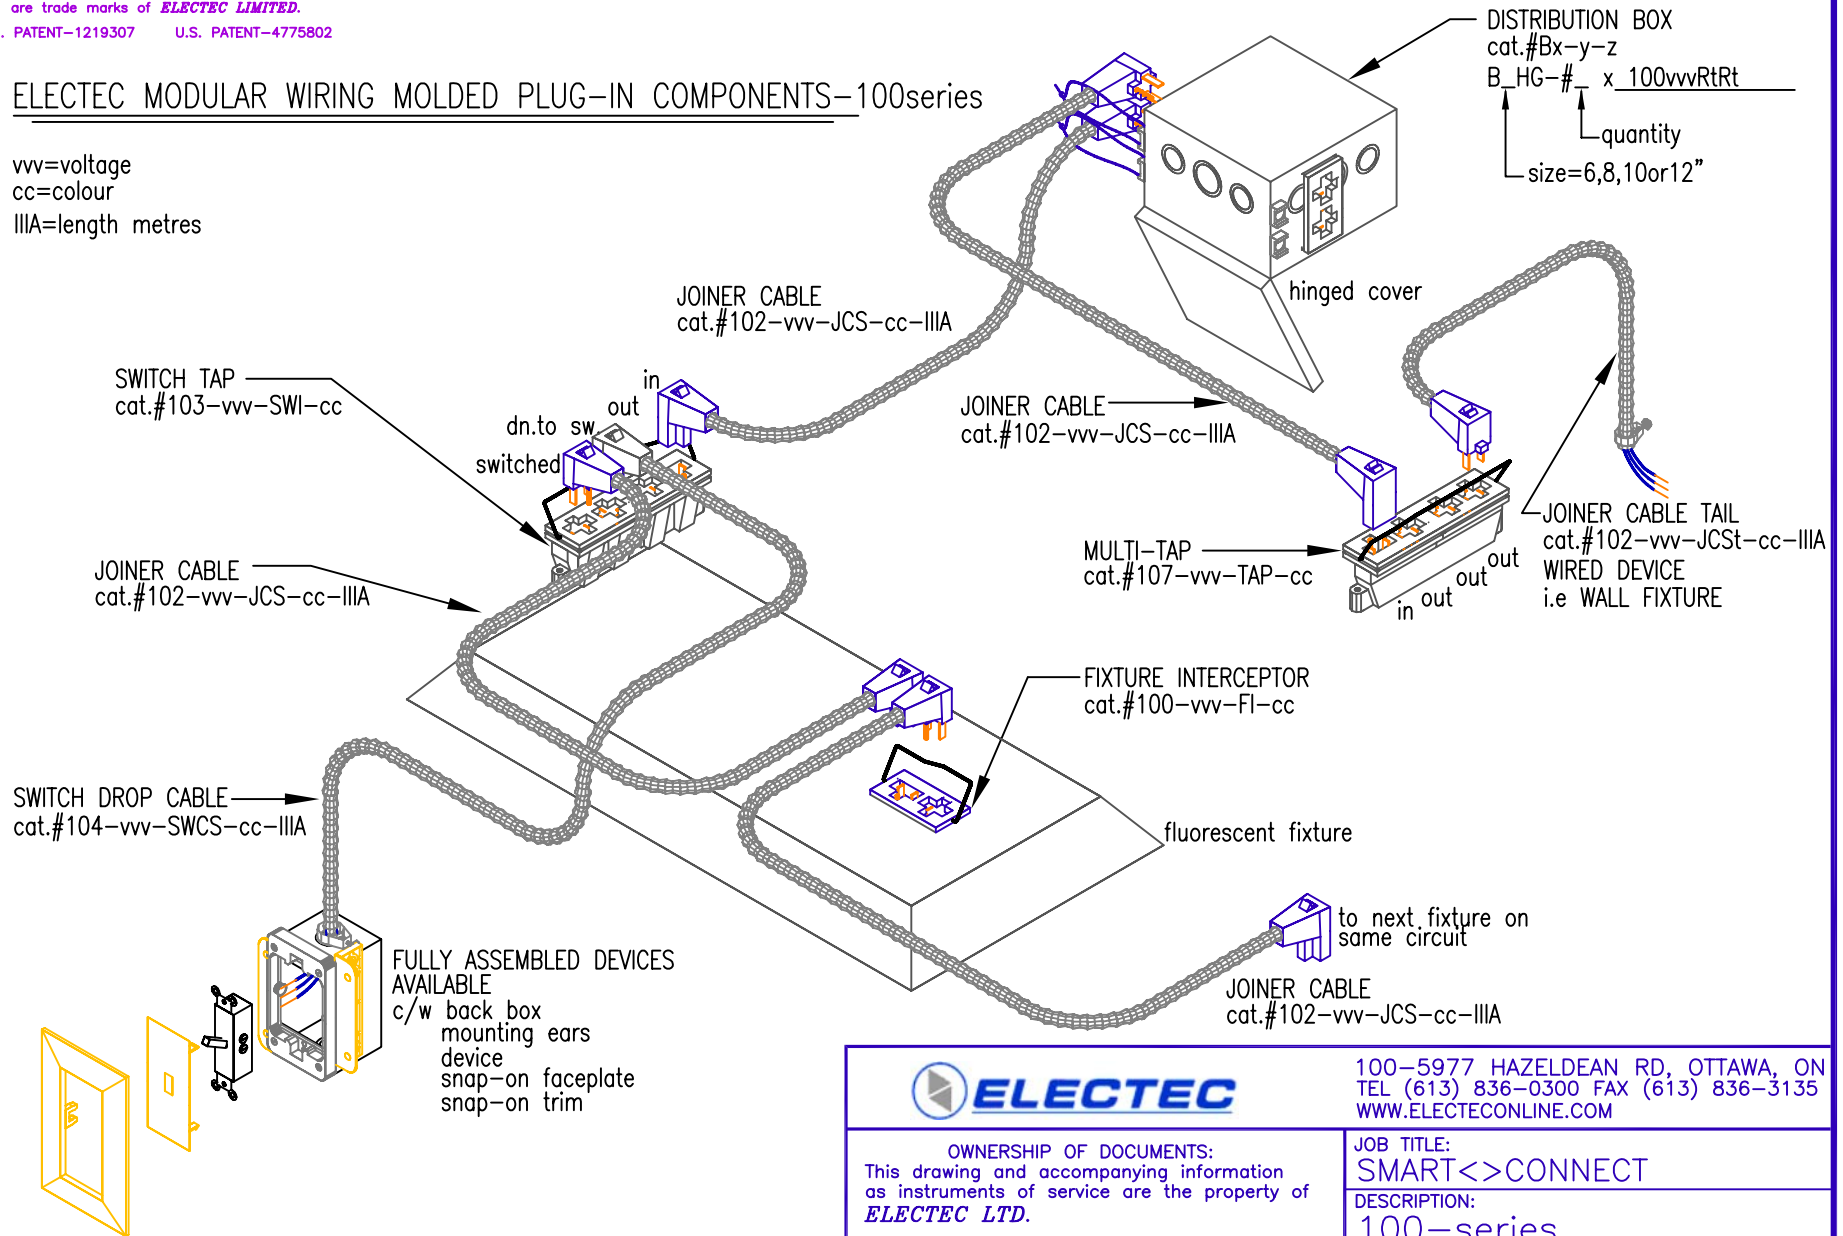 are trade marks of ELECTEC LIMITED.
. PATENT-1219307 U.S. PATENT-4775802
ELECTEC MODULAR WIRING MOLDED PLUG-IN COMPONENTS-100series
vvv=voltage
cc=colour
IIIA=length metres
DISTRIBUTION BOX
cat.#Bx-y-z
B_HG-#_ x 100vvvRtRt
quantity
size=6,8,10or12"
hinged cover
JOINER CABLE
cat.#102-vvv-JCS-cc-IIIA
SWITCH TAP
cat.#103-vvv-SWI-cc
in
out
dn.to sw.
switched
JOINER CABLE
cat.#102-vvv-JCS-cc-IIIA
JOINER CABLE TAIL
cat.#102-vvv-JCSt-cc-IIIA
WIRED DEVICE
i.e WALL FIXTURE
MULTI-TAP
cat.#107-vvv-TAP-cc
in out out out
JOINER CABLE
cat.#102-vvv-JCS-cc-IIIA
FIXTURE INTERCEPTOR
cat.#100-vvv-FI-cc
SWITCH DROP CABLE
cat.#104-vvv-SWCS-cc-IIIA
fluorescent fixture
to next fixture on
same circuit
FULLY ASSEMBLED DEVICES
AVAILABLE
c/w back box
mounting ears
device
snap-on faceplate
snap-on trim
JOINER CABLE
cat.#102-vvv-JCS-cc-IIIA
ELECTEC
100-5977 HAZELDEAN RD, OTTAWA, ON
TEL (613) 836-0300 FAX (613) 836-3135
WWW.ELECTECONLINE.COM
OWNERSHIP OF DOCUMENTS:
This drawing and accompanying information
as instruments of service are the property of
ELECTEC LTD.
JOB TITLE:
SMART<>CONNECT
DESCRIPTION:
100-series